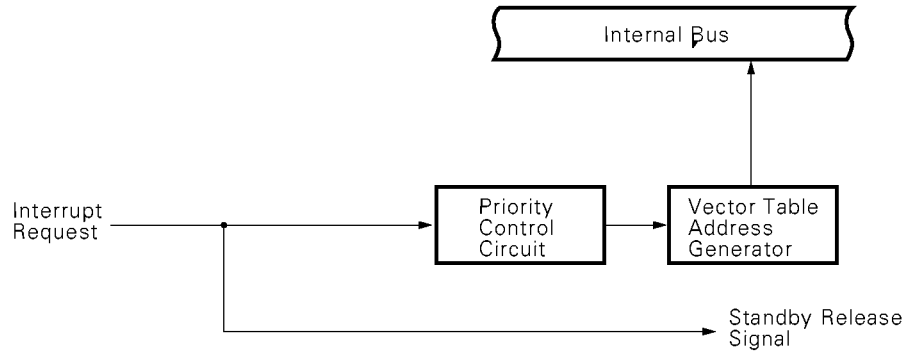 Internal Bus
Interrupt
Request
Priority
Control
Circuit
Vector Table
Address
Generator
Standby Release
Signal